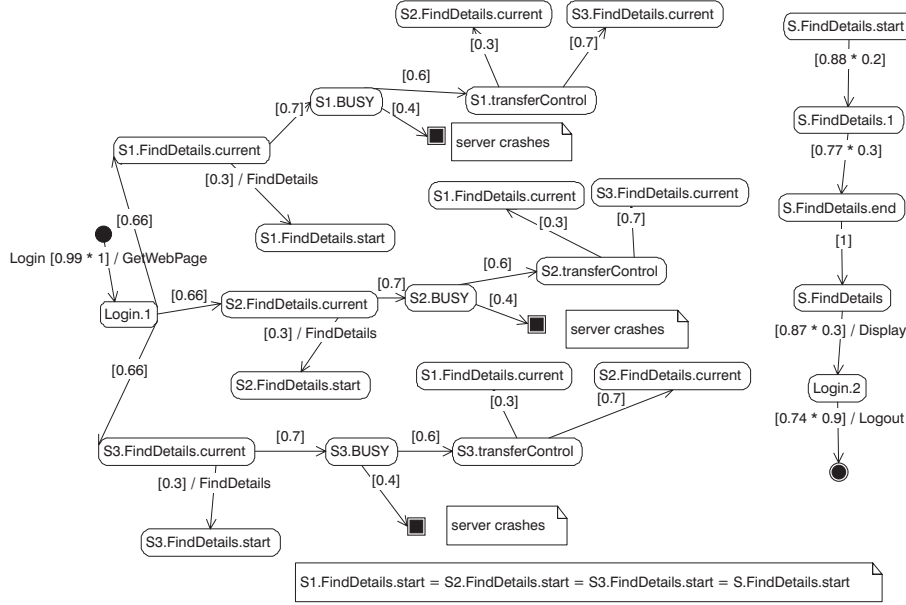 S2.FindDetails.current
S3.FindDetails.current
[0.3]
[0.7]
[0.6]
S1.BUSY
S1.transferControl
[0.7]
[0.4]
server crashes
S1.FindDetails.current
[0.3] / FindDetails
[0.66]
S1.FindDetails.start
Login [0.99 * 1] / GetWebPage
Login.1
S1.FindDetails.current
S3.FindDetails.current
[0.3]
[0.7]
[0.6]
S2.transferControl
[0.66]
[0.7]
S2.FindDetails.current
S2.BUSY
[0.4]
server crashes
[0.3] / FindDetails
S2.FindDetails.start
[0.66]
S1.FindDetails.current
S2.FindDetails.current
[0.3]
[0.7]
[0.7]
[0.6]
S3.FindDetails.current
S3.BUSY
S3.transferControl
[0.3] / FindDetails
[0.4]
server crashes
S3.FindDetails.start
S1.FindDetails.start = S2.FindDetails.start = S3.FindDetails.start = S.FindDetails.start
S.FindDetails.start
[0.88 * 0.2]
S.FindDetails.1
[0.77 * 0.3]
S.FindDetails.end
[1]
S.FindDetails
[0.87 * 0.3] / Display
Login.2
[0.74 * 0.9] / Logout